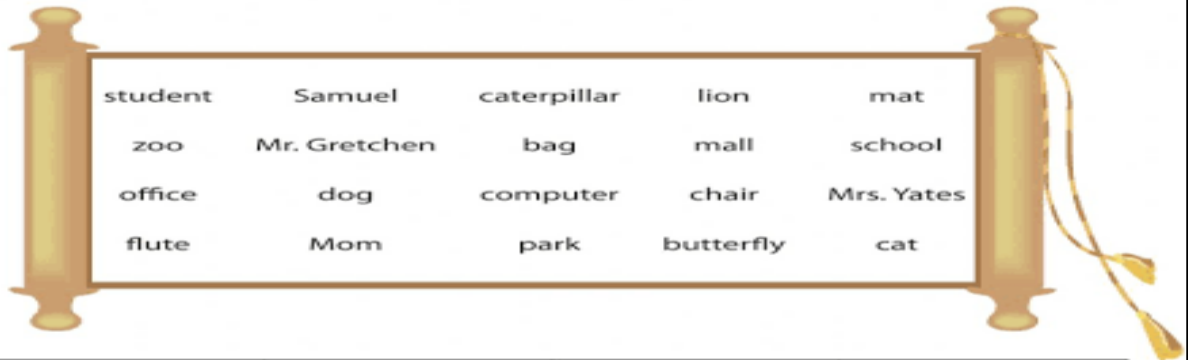 student Samuel caterpillar lion mat
zoo Mr. Gretchen bag mall school
office dog computer chair Mrs. Yates
flute Mom park butterfly cat